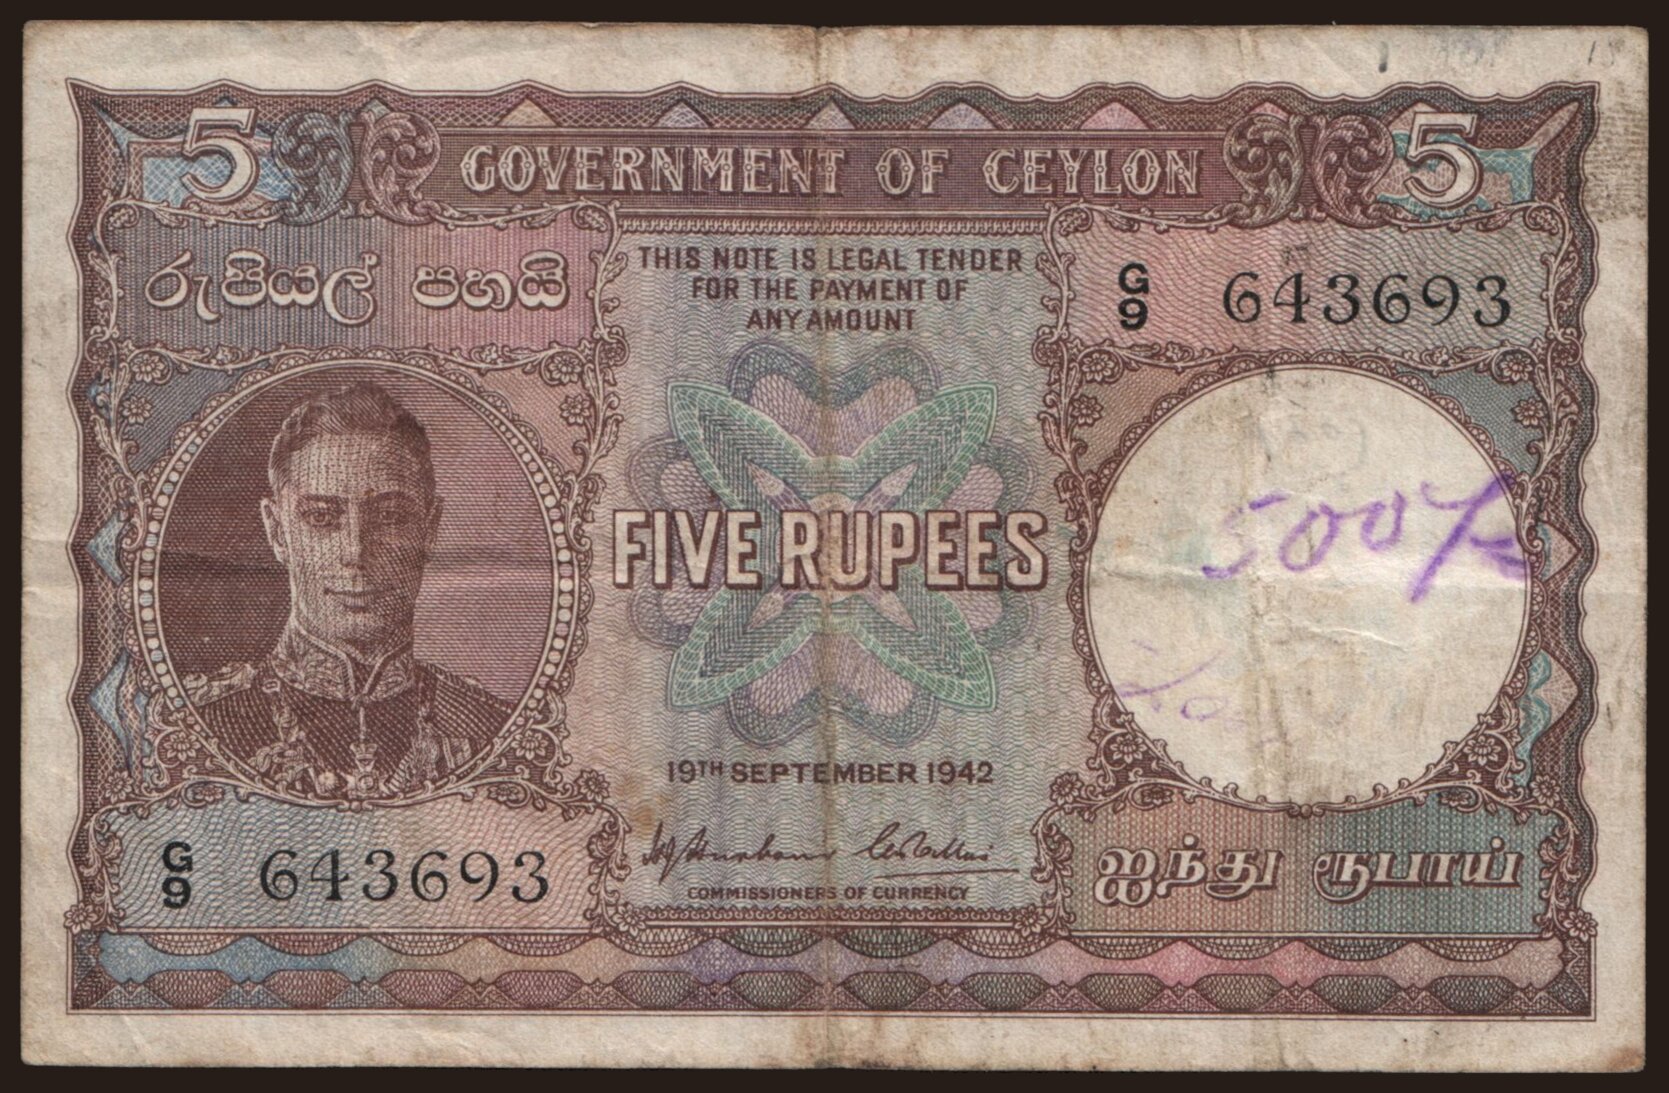 5 GOVERNMENT OF CEYLON 5
රුපියල් පහයි
THIS NOTE IS LEGAL TENDER
FOR THE PAYMENT OF
ANY AMOUNT
G/9 643693
FIVE RUPEES
500/-
19TH SEPTEMBER 1942
G/9 643693
COMMISSIONERS OF CURRENCY
ஐந்து ரூபாய்